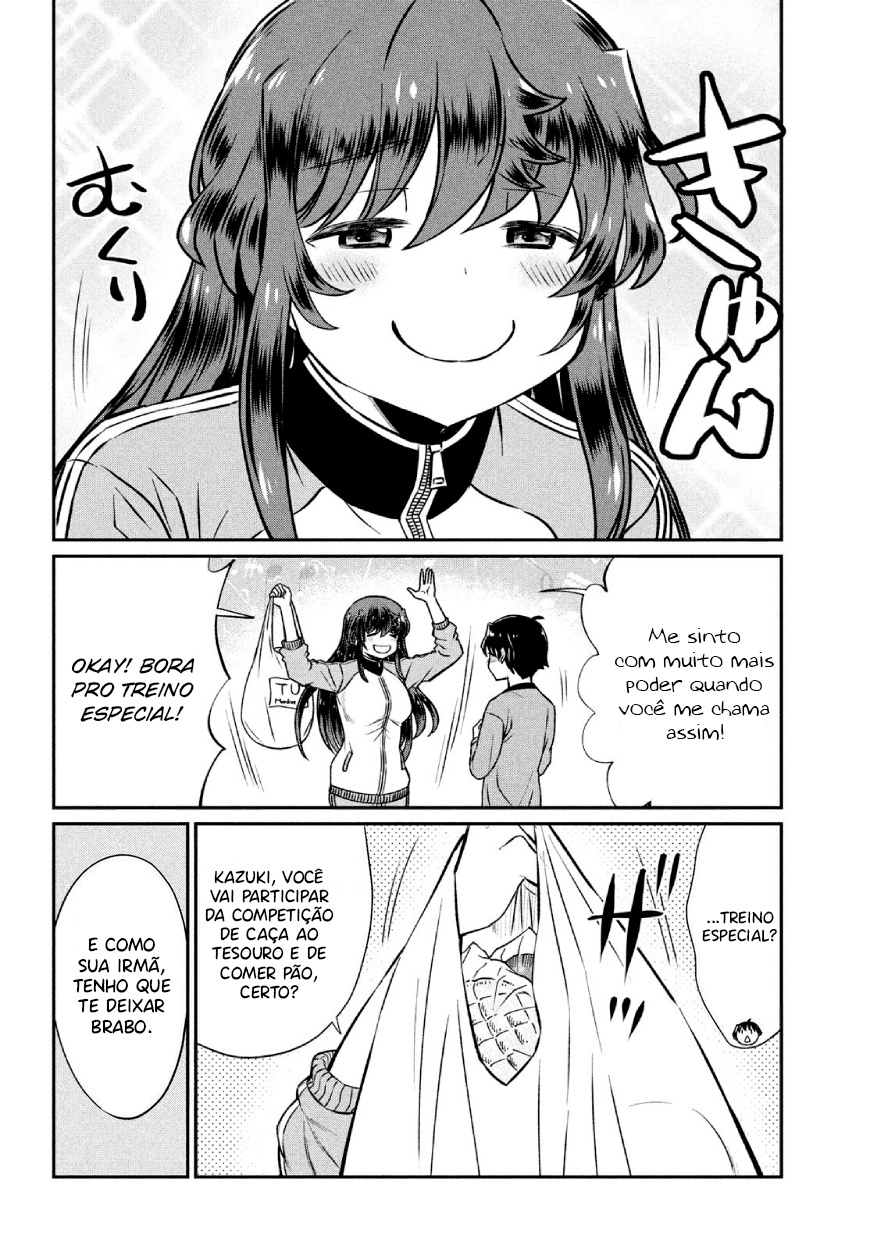 きゅーん
むくり
Me sinto
com muito mais
poder quando
você me chama
assim!
OKAY! BORA
PRO TREINO
ESPECIAL!
TU
...TREINO
ESPECIAL?
KAZUKI, VOCÊ
VAI PARTICIPAR
DA COMPETIÇÃO
DE CAÇA AO
TESOURO E DE
COMER PÃO,
CERTO?
E COMO
SUA IRMÃ,
TENHO QUE
TE DEIXAR
BRABO.